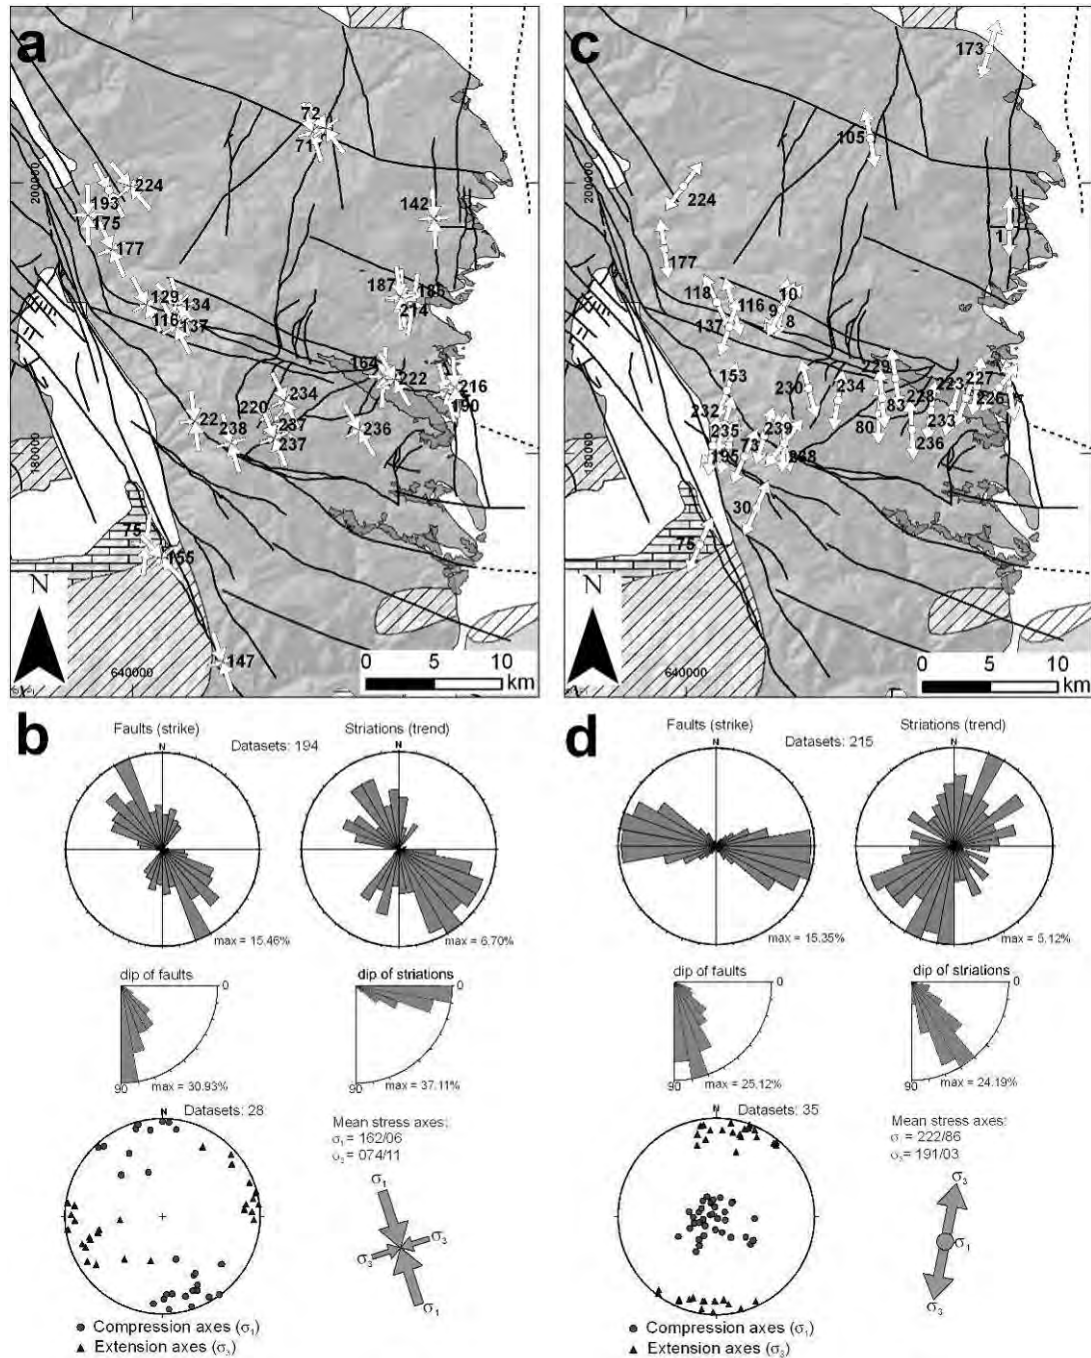 a
72
71
200000
224
193
175
142
177
187
185
214
129
134
116
137
164
222
216
190
234
220
237
22
238
237
236
180000
75
155
N
147
640000
0 5 10
km
c
173
105
200000
224
1
177
118
116
10
9
8
137
153
229
230
234
223
227
228
226
232
83
239
80
233
235
236
195
73
238
180000
30
75
N
640000
0 5 10
km
b
Faults (strike)
Striations (trend)
Datasets: 194
N
N
max = 15.46%
max = 6.70%
dip of faults
dip of striations
0
0
90
max = 30.93%
max = 37.11%
N
Datasets: 28
Mean stress axes:
σ₁= 162/06
σ₃= 074/11
σ₁
σ₃
σ₃
σ₁
● Compression axes (σ₁)
▲ Extension axes (σ₃)
d
Faults (strike)
Striations (trend)
Datasets: 215
N
N
max = 15.35%
max = 5.12%
dip of faults
dip of striations
0
0
90
max = 25.12%
max = 24.19%
N
Datasets: 35
Mean stress axes:
σ = 222/86
σ₃= 191/03
σ₃
σ₁
σ₃
● Compression axes (σ₁)
▲ Extension axes (σ₃)